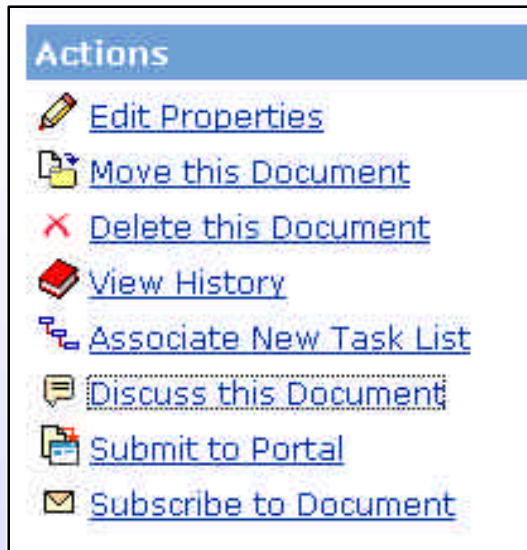 Actions
Edit Properties
Move this Document
Delete this Document
View History
Associate New Task List
Discuss this Document
Submit to Portal
Subscribe to Document